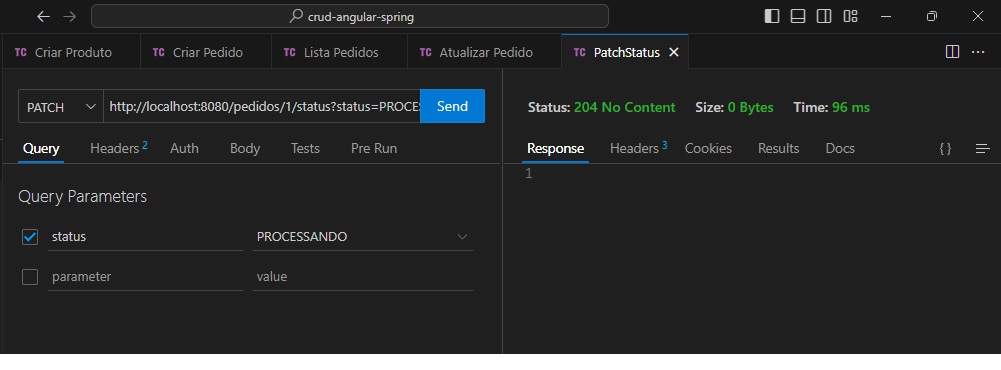 crud-angular-spring
TC Criar Produto TC Criar Pedido TC Lista Pedidos TC Atualizar Pedido TC PatchStatus
PATCH http://localhost:8080/pedidos/1/status?status=PROCES Send
Status: 204 No Content Size: 0 Bytes Time: 96 ms
Query Headers 2 Auth Body Tests Pre Run
Response Headers 3 Cookies Results Docs { }
1
Query Parameters
status PROCESSANDO
parameter value